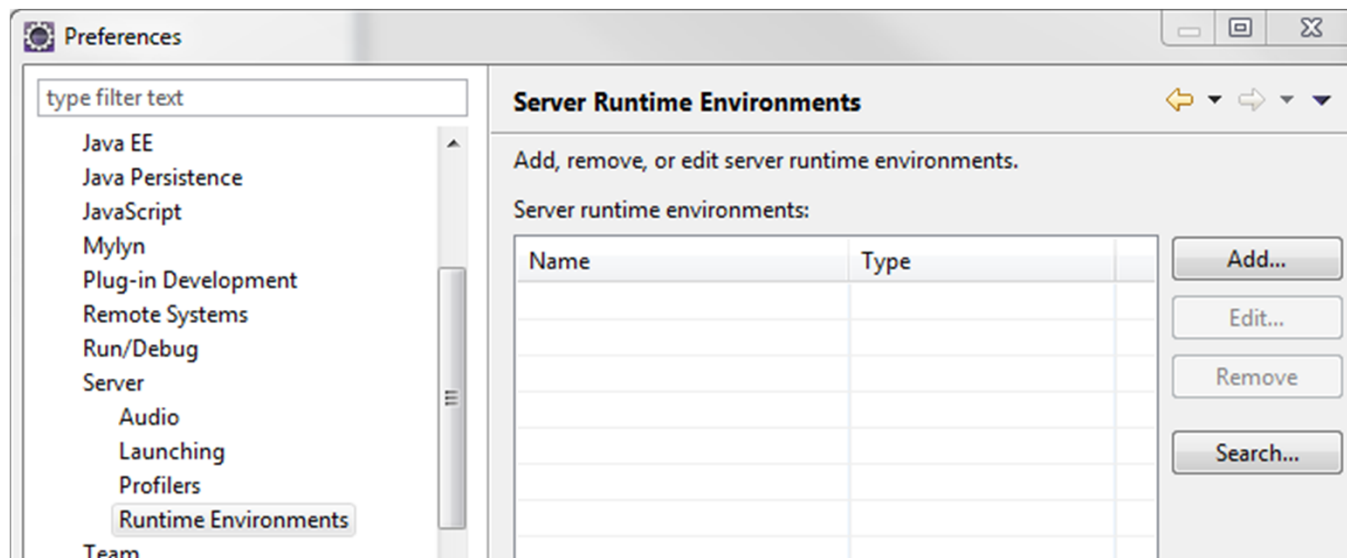 Preferences
type filter text
Java EE
Java Persistence
JavaScript
Mylyn
Plug-in Development
Remote Systems
Run/Debug
Server
Audio
Launching
Profilers
Runtime Environments
Team
Server Runtime Environments
Add, remove, or edit server runtime environments.
Server runtime environments:
Name Type
Add...
Edit...
Remove
Search...